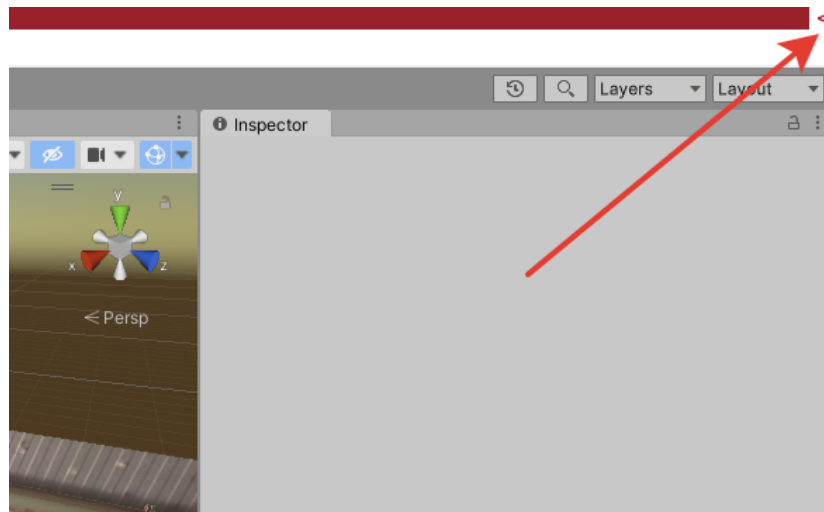 <
Layers Layout
Inspector
y
x z
< Persp